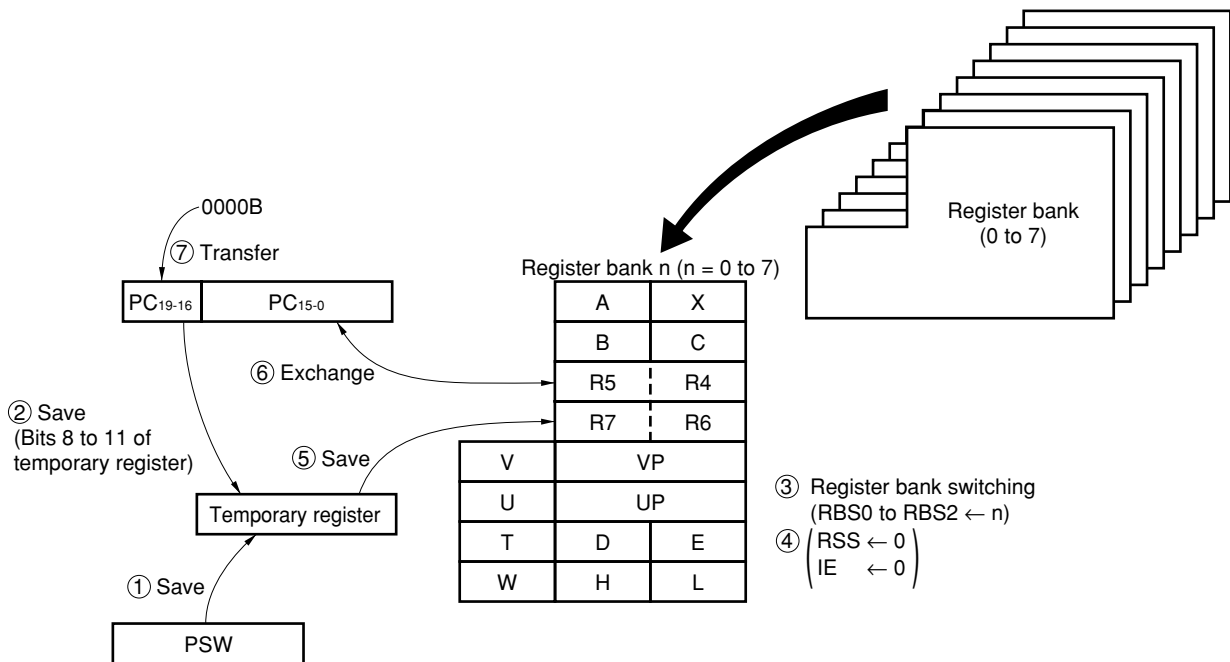 Register bank
(0 to 7)
0000B
⑦ Transfer
Register bank n (n = 0 to 7)
PC19-16
PC15-0
A
X
B
C
⑥ Exchange
R5
R4
R7
R6
② Save
(Bits 8 to 11 of
temporary register)
⑤ Save
V
VP
U
UP
T
D
E
W
H
L
Temporary register
③ Register bank switching
(RBS0 to RBS2 ← n)
④ (RSS ← 0
IE ← 0)
① Save
PSW